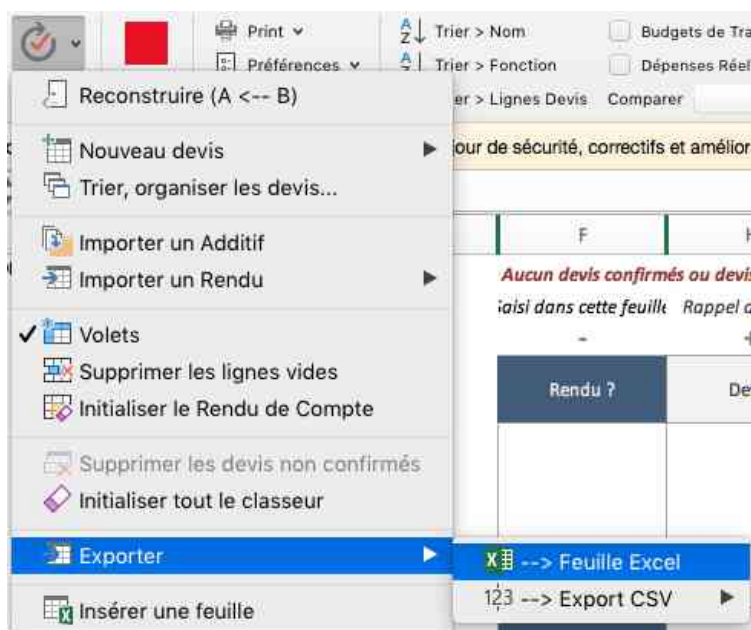 Print
Trier > Nom
Budgets de Tra
Préférences
Trier > Fonction
Dépenses Réel
er > Lignes Devis
Comparer
Reconstruire (A <-- B)
Nouveau devis
our de sécurité, correctifs et amélior
Trier, organiser les devis...
Importer un Additif
F
Importer un Rendu
Aucun devis confirmés ou devis
Saisi dans cette feuille
Rappel d
Volets
-
Supprimer les lignes vides
Rendu ?
De
Initialiser le Rendu de Compte
Supprimer les devis non confirmés
Initialiser tout le classeur
Exporter
--> Feuille Excel
123 --> Export CSV
Insérer une feuille